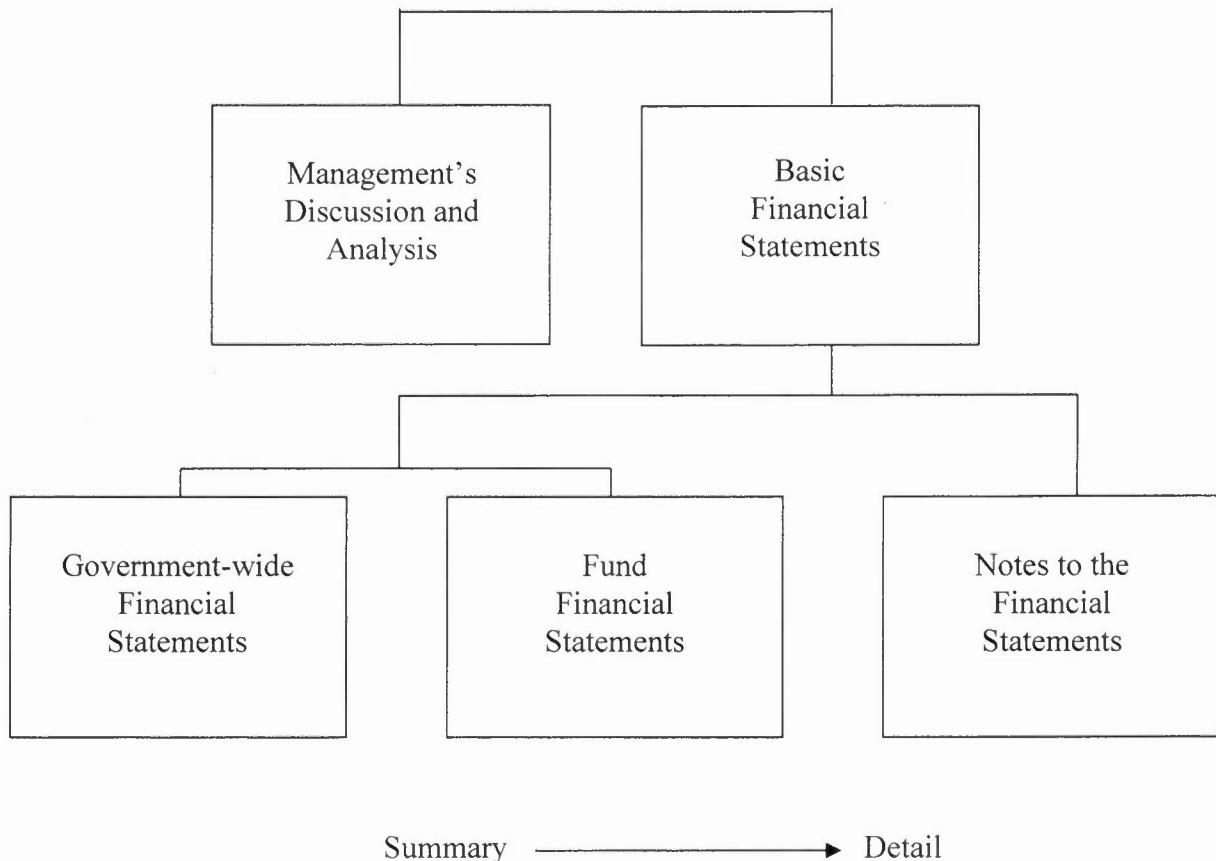 Management’s
Discussion and
Analysis
Basic
Financial
Statements
Government-wide
Financial
Statements
Fund
Financial
Statements
Notes to the
Financial
Statements
Summary
Detail